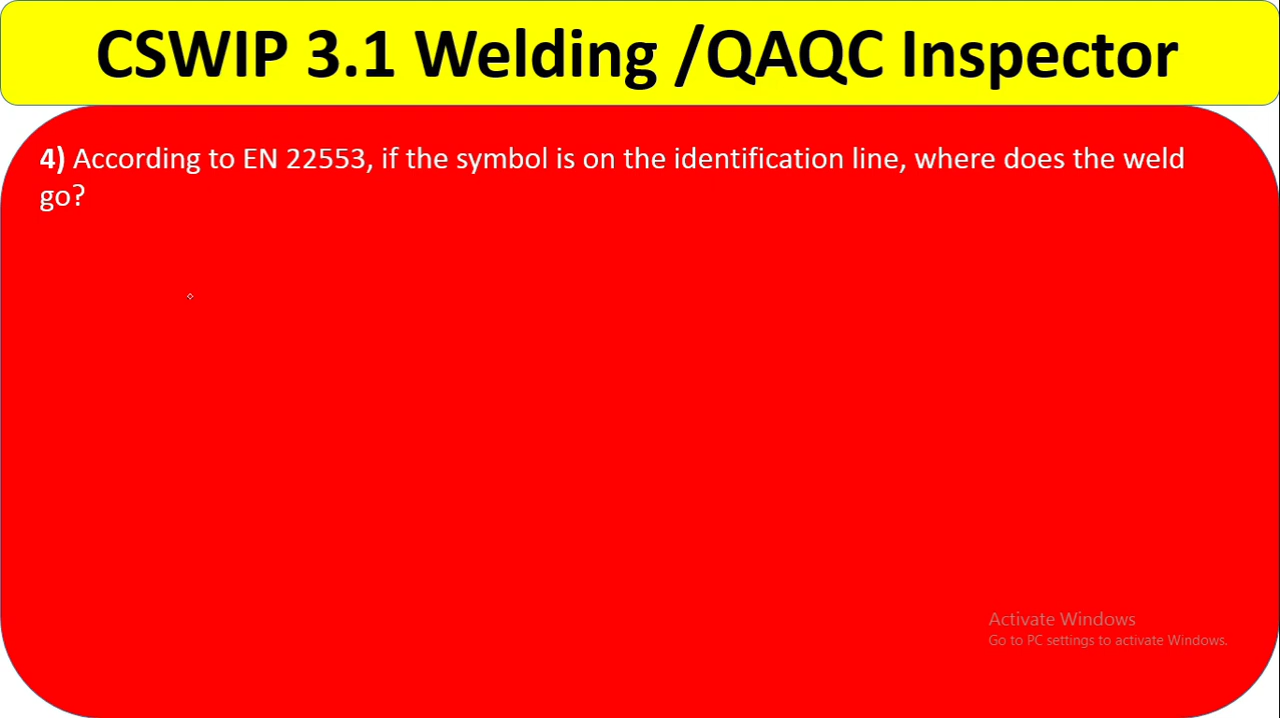 CSWIP 3.1 Welding /QAQC Inspector
4) According to EN 22553, if the symbol is on the identification line, where does the weld
go?
Activate Windows
Go to PC settings to activate Windows.